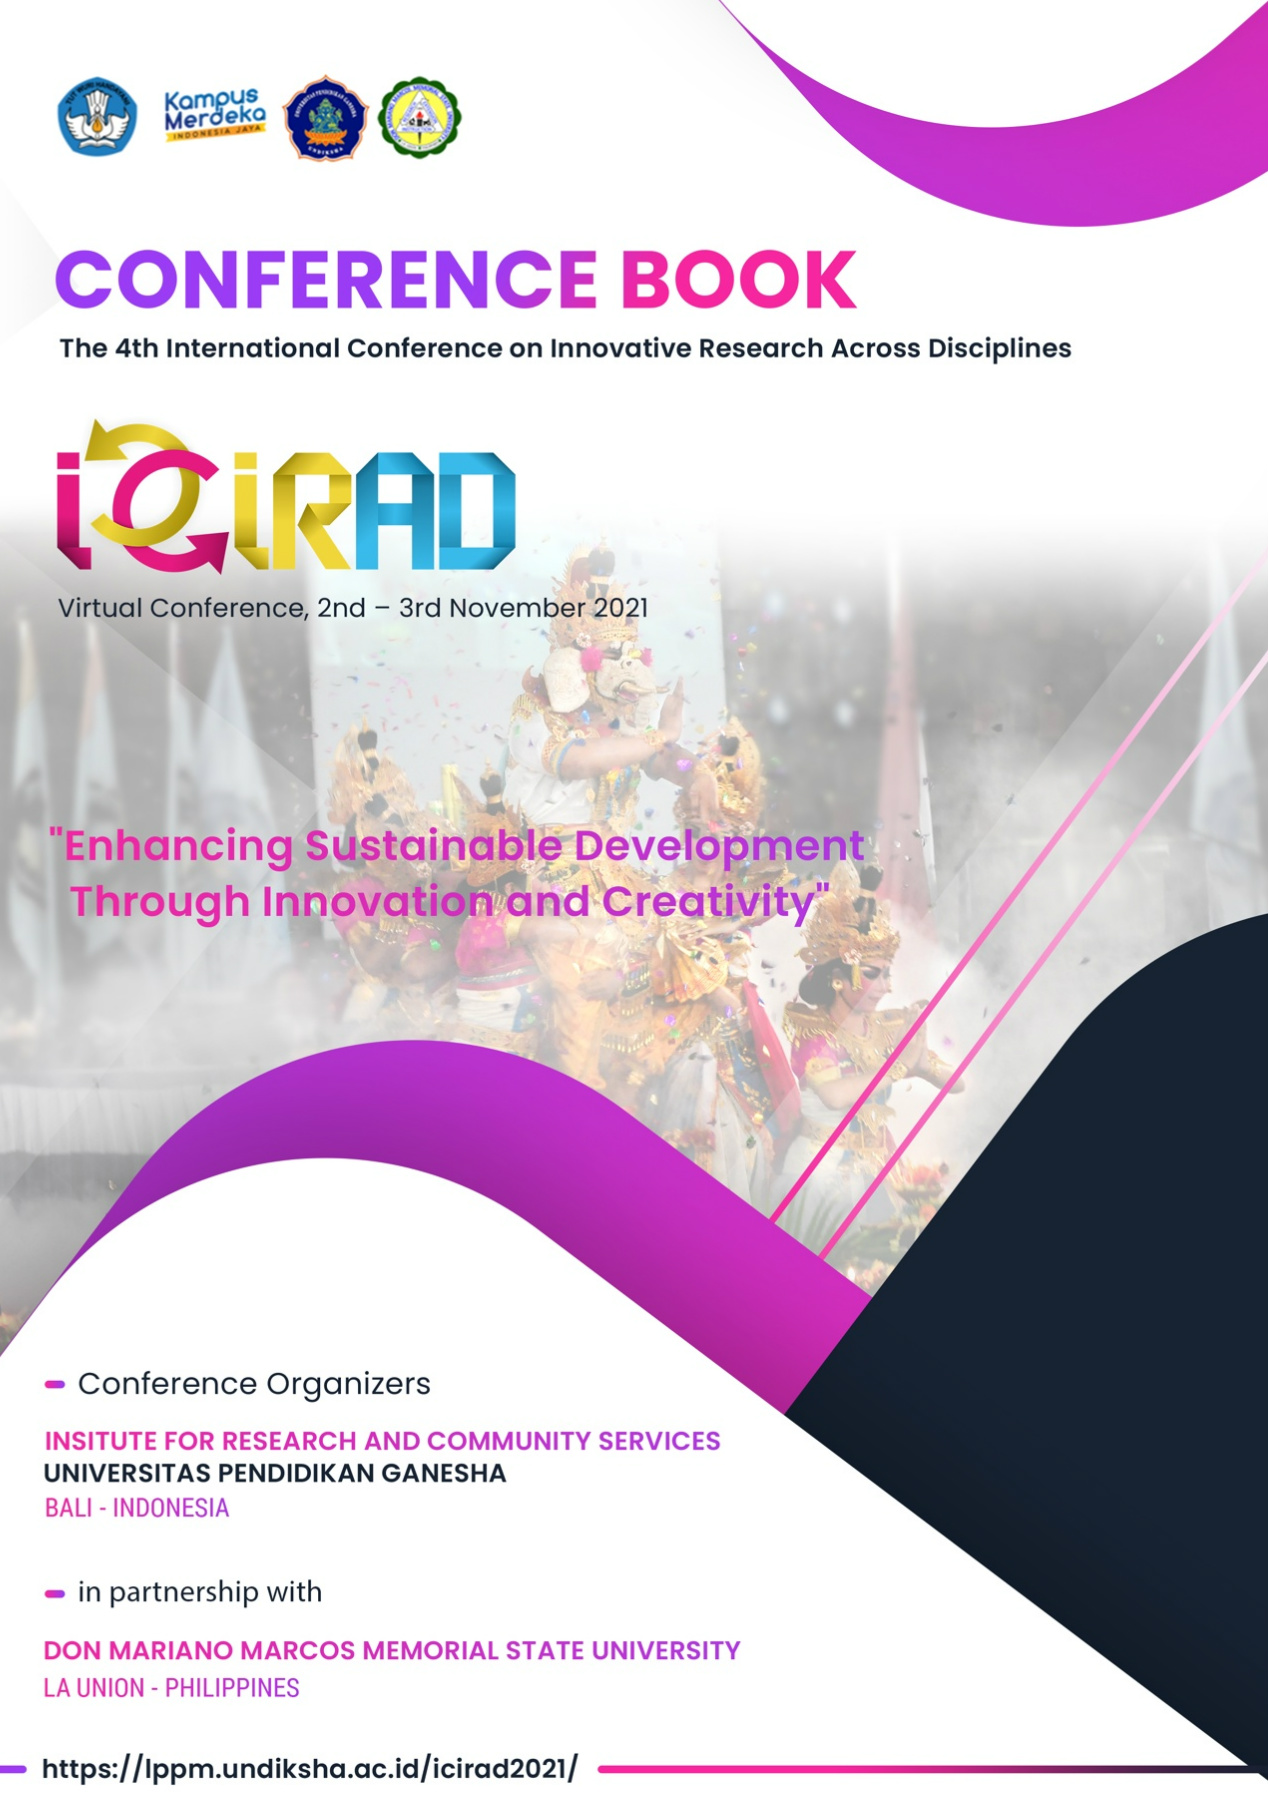 Kampus
Merdeka
INDONESIA JAYA
CONFERENCE BOOK
The 4th International Conference on Innovative Research Across Disciplines
iCiRAD
Virtual Conference, 2nd – 3rd November 2021
"Enhancing Sustainable Development
Through Innovation and Creativity"
Conference Organizers
INSITUTE FOR RESEARCH AND COMMUNITY SERVICES
UNIVERSITAS PENDIDIKAN GANESHA
BALI - INDONESIA
in partnership with
DON MARIANO MARCOS MEMORIAL STATE UNIVERSITY
LA UNION - PHILIPPINES
https://lppm.undiksha.ac.id/icirad2021/